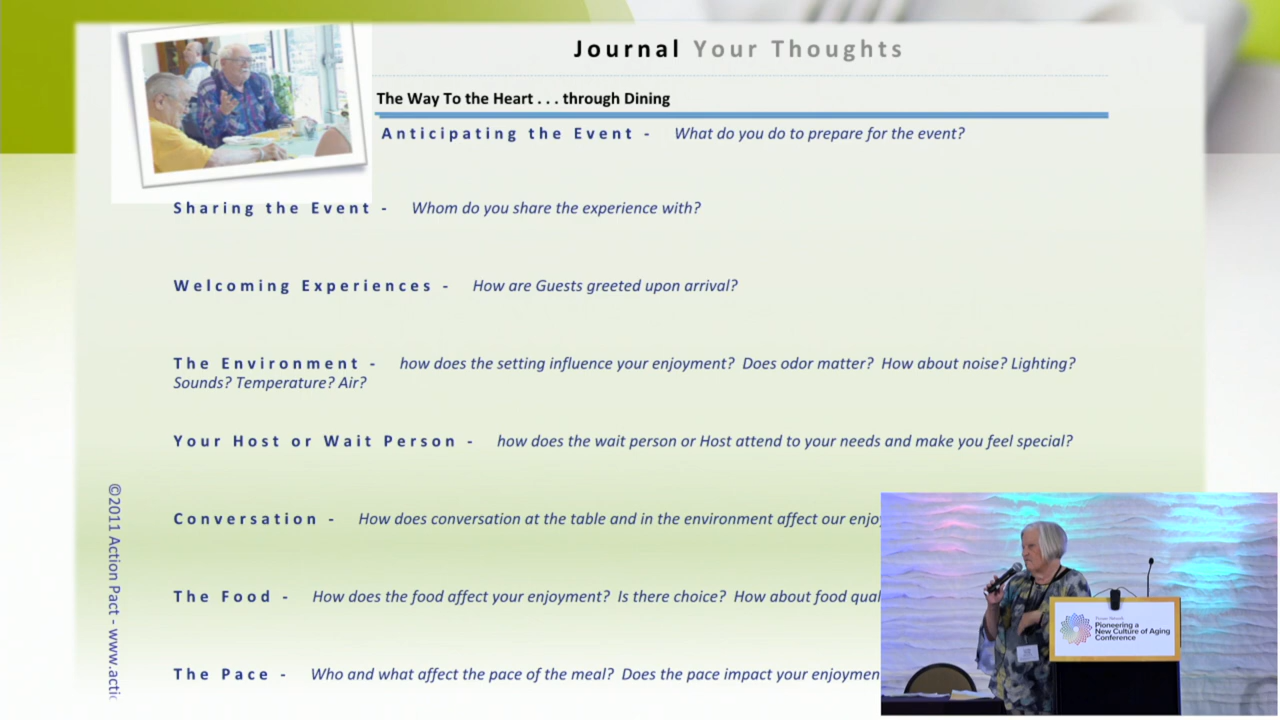 Journal Your Thoughts
The Way To the Heart . . . through Dining
Anticipating the Event - What do you do to prepare for the event?
Sharing the Event - Whom do you share the experience with?
Welcoming Experiences - How are Guests greeted upon arrival?
The Environment - how does the setting influence your enjoyment? Does odor matter? How about noise? Lighting?
Sounds? Temperature? Air?
Your Host or Wait Person - how does the wait person or Host attend to your needs and make you feel special?
Conversation - How does conversation at the table and in the environment affect our enjo
The Food - How does the food affect your enjoyment? Is there choice? How about food qual
The Pace - Who and what affect the pace of the meal? Does the pace impact your enjoymen
©2011 Action Pact - www.acti
Pioneering a
New Culture of Aging
Conference